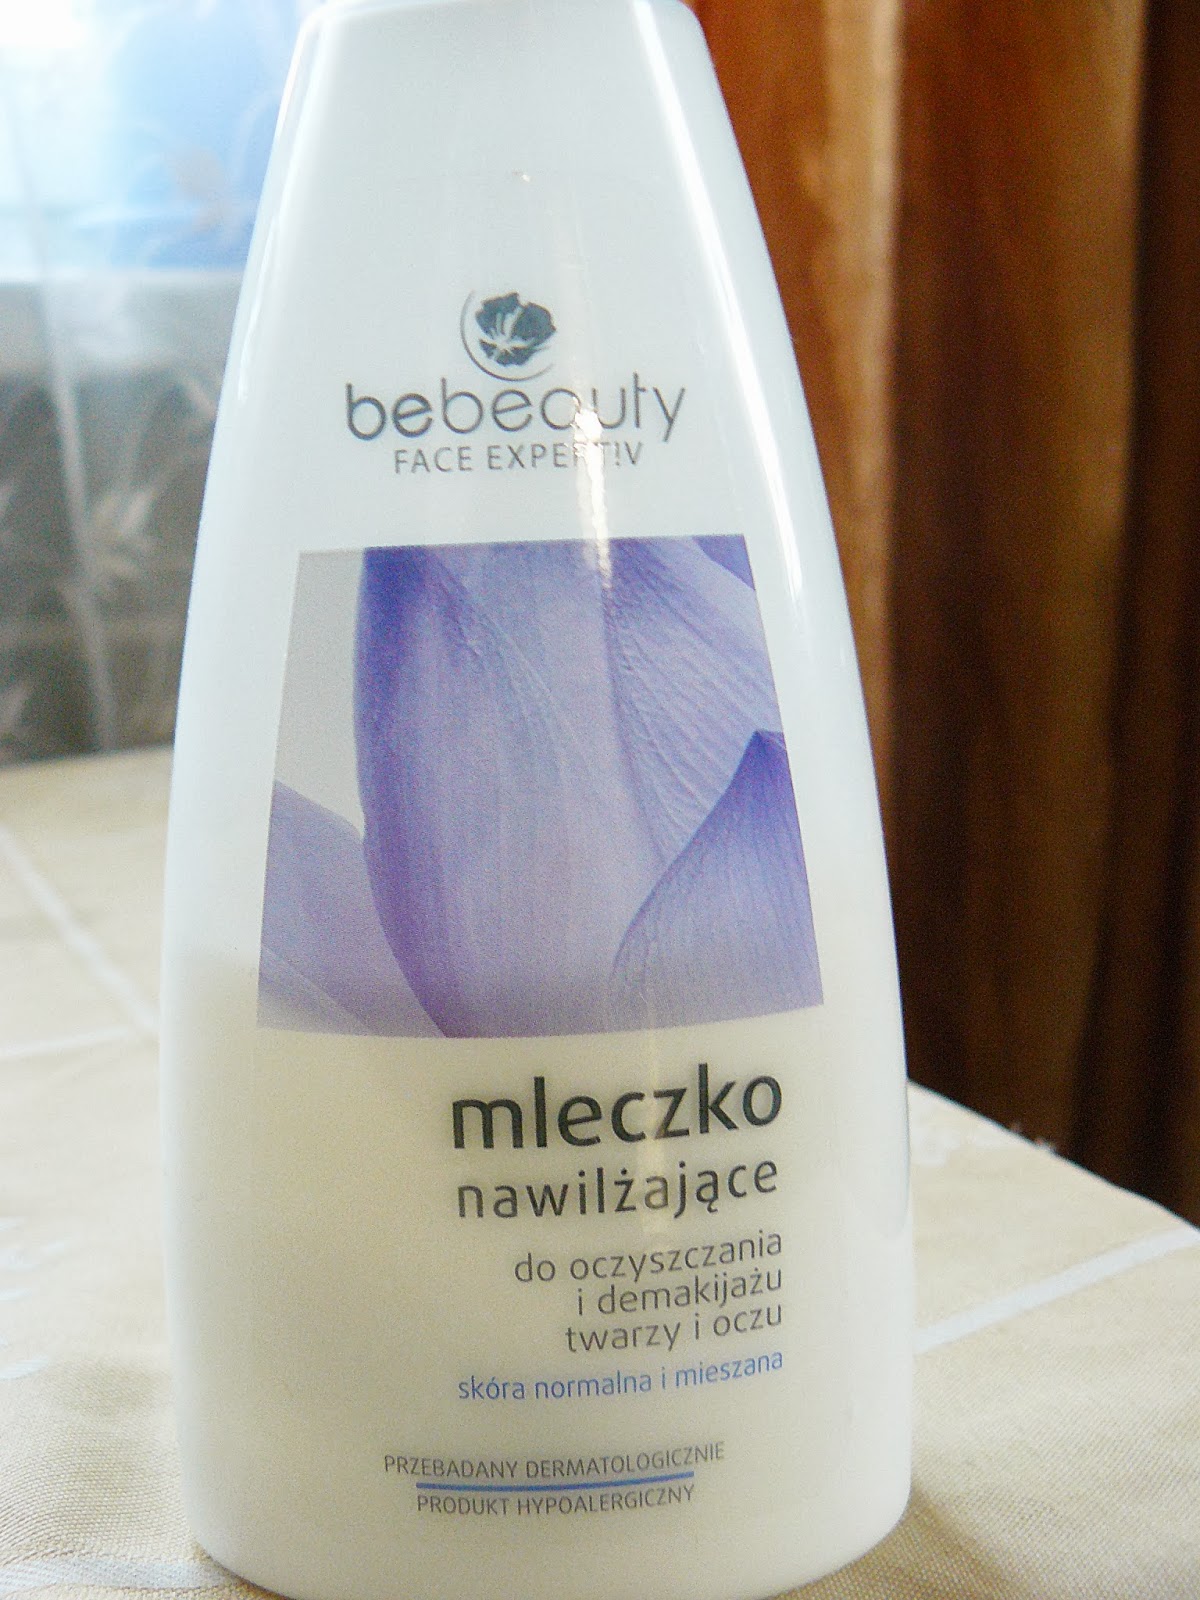 bebeauty
FACE EXPERT!V
mleczko
nawilżające
do oczyszczania
i demakijażu
twarzy i oczu
skóra normalna i mieszana
PRZEBADANY DERMATOLOGICZNIE
PRODUKT HYPOALERGICZNY